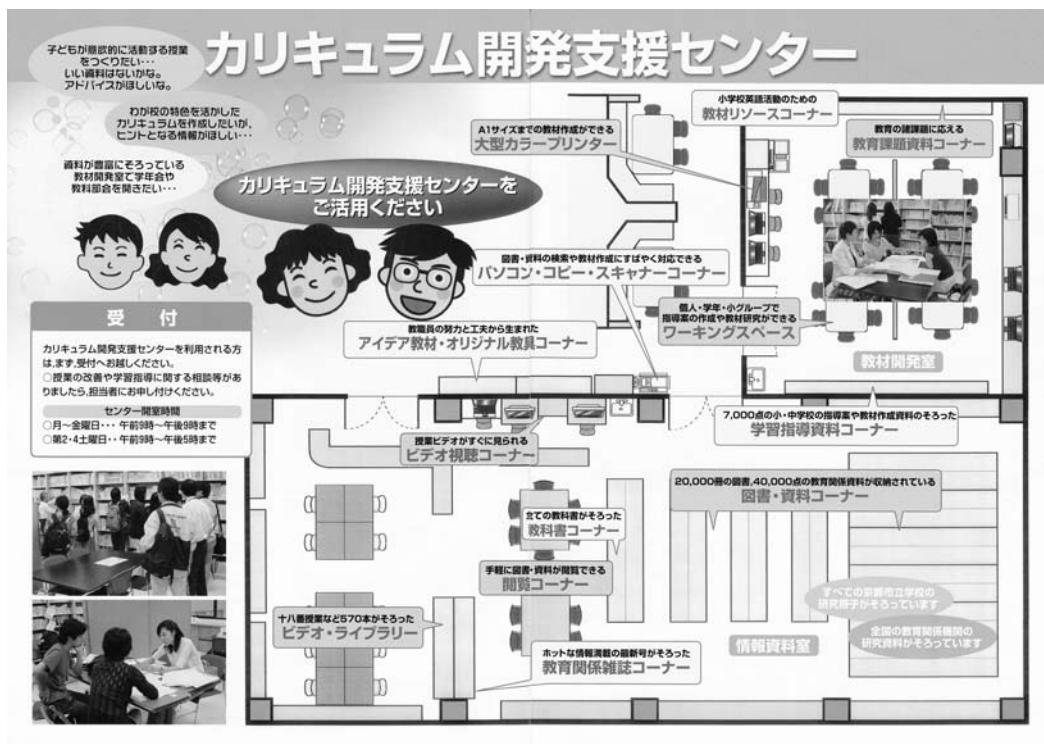 カリキュラム開発支援センター
子どもが意欲的に活動する授業
をつくりたい・・・
いい資料はないかな。
アドバイスがほしいな。
わが校の特色を活かした
カリキュラムを作成したいが、
ヒントとなる情報がほしい・・・
資料が豊富にそろっている
教材開発室で学年会や
教科部会を開きたい・・・
カリキュラム開発支援センターを
ご活用ください
A1サイズまでの教材作成ができる
大型カラープリンター
小学校英語活動のための
教材リソースコーナー
教育の諸課題に応える
教育課題資料コーナー
図書・資料の検索や教材作成にすばやく対応できる
パソコン・コピー・スキャナーコーナー
個人・学年・小グループで
指導案の作成や教材研究ができる
ワーキングスペース
教材開発室
教職員の努力と工夫から生まれた
アイデア教材・オリジナル教具コーナー
7,000点の小・中学校の指導案や教材作成資料のそろった
学習指導資料コーナー
受 付
カリキュラム開発支援センターを利用される方
は、まず、受付へお越しください。
○授業の改善や学習指導に関する相談等があ
りましたら、担当者にお申し付けください。
センター開室時間
○月～金曜日・・・午前9時～午後9時まで
○第2・4土曜日・・午前9時～午後5時まで
授業ビデオがすぐに見られる
ビデオ視聴コーナー
20,000冊の図書、40,000点の教育関係資料が収納されている
図書・資料コーナー
全ての教科書がそろった
教科書コーナー
手軽に図書・資料が閲覧できる
閲覧コーナー
十八番授業など570本がそろった
ビデオ・ライブラリー
ホットな情報満載の最新号がそろった
教育関係雑誌コーナー
情報資料室
すべての京都市立学校の
研究冊子がそろっています
全国の教育関係機関の
研究資料がそろっています